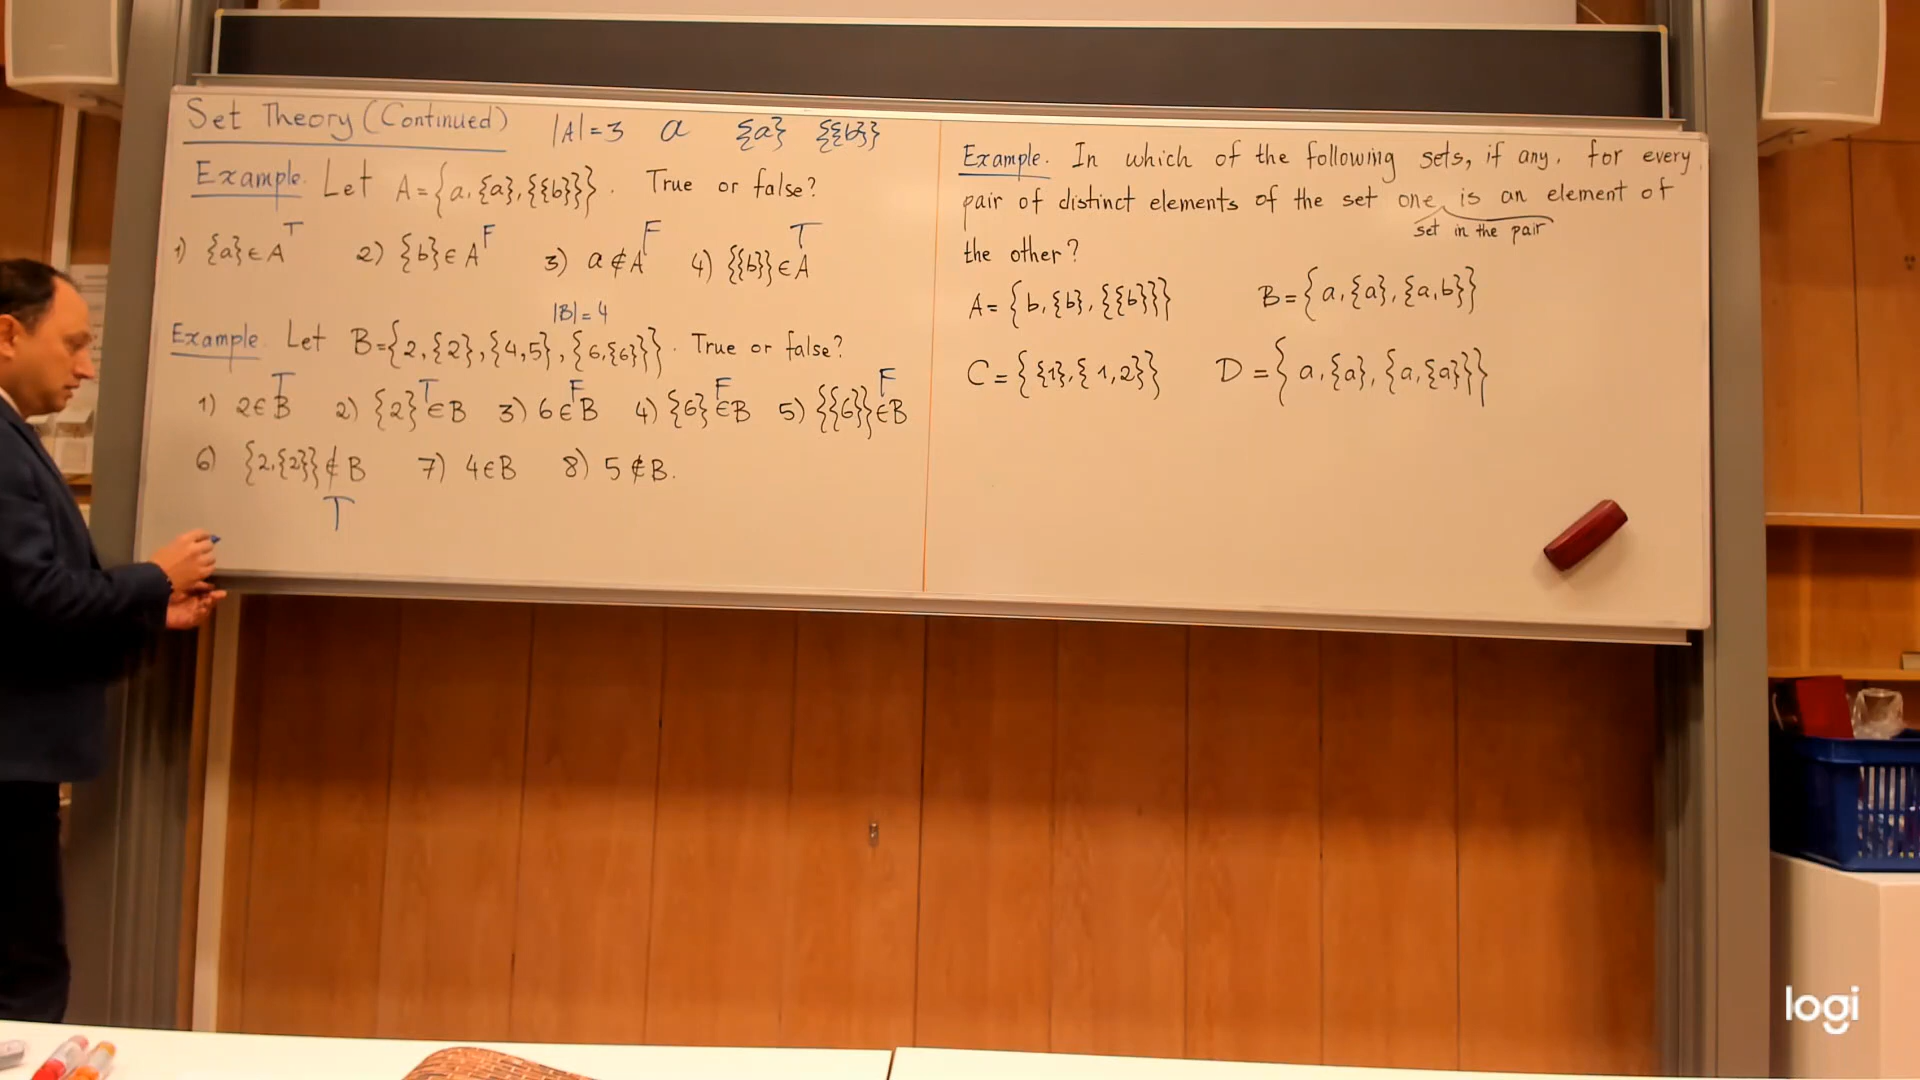 Set Theory (Continued) |A|=3 a {a} {{b}}
Example. Let A={a,{a},{{b}}}. True or false?
1) {a}∈A T 2) {b}∈A F 3) a∉A F 4) {{b}}∈A T
|B|=4
Example. Let B={2,{2},{4,5},{6,{6}}}. True or false?
1) 2∈B T 2) {2}∈B T 3) 6∈B F 4) {6}∈B F 5) {{6}}∈B F
6) {2,{2}}∉B 7) 4∈B 8) 5∉B.
T
Example. In which of the following sets, if any, for every
pair of distinct elements of the set one is an element of
set in the pair
the other?
A={b,{b},{{b}}} B={a,{a},{a,b}}
C={{1},{1,2}} D={a,{a},{a,{a}}}
logi